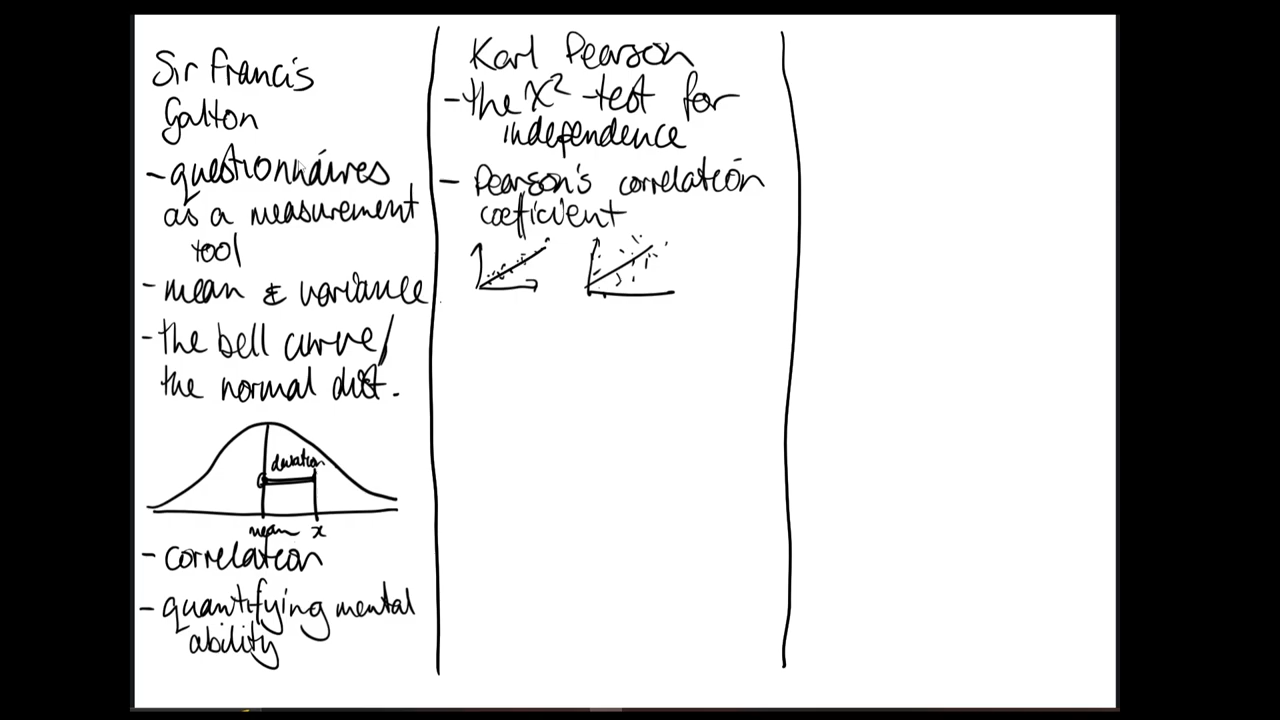 Sir Francis
Galton
- questionnaires
as a measurement
tool
- mean & variance
- the bell curve/
the normal dist.
deviation
mean x
- correlation
- quantifying mental
ability
Karl Pearson
- the X² test for
independence
- Pearson's correlation
coefficient